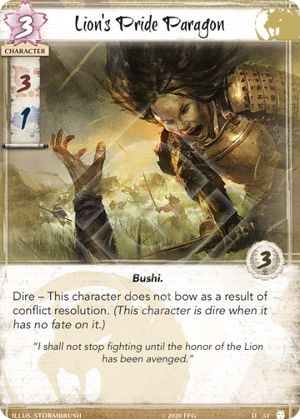 3
Lion's Pride Paragon
CHARACTER
3
1
3
Bushi.
Dire – This character does not bow as a result of
conflict resolution. (This character is dire when it
has no fate on it.)
“I shall not stop fighting until the honor of the Lion
has been avenged.”
ILLUS: STORMBRUSH © 2020 FFG D 51